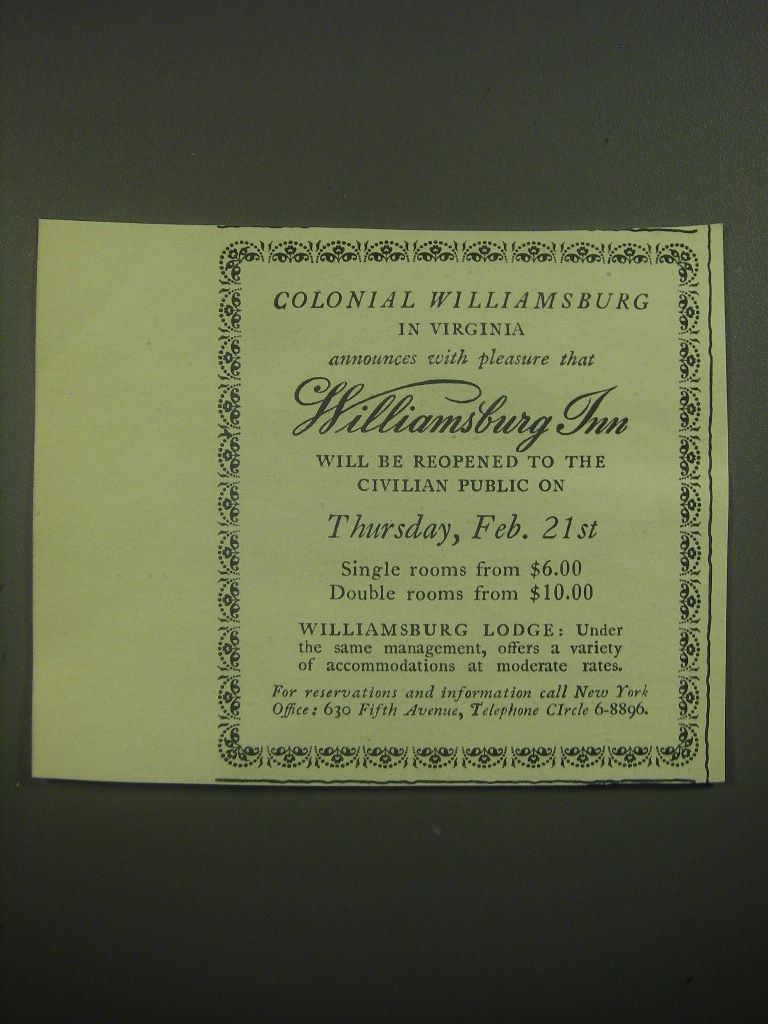 COLONIAL WILLIAMSBURG
IN VIRGINIA
announces with pleasure that
Williamsburg Inn
WILL BE REOPENED TO THE
CIVILIAN PUBLIC ON
Thursday, Feb. 21st
Single rooms from $6.00
Double rooms from $10.00
WILLIAMSBURG LODGE: Under
the same management, offers a variety
of accommodations at moderate rates.
For reservations and information call New York
Office: 630 Fifth Avenue, Telephone CIrcle 6-8896.